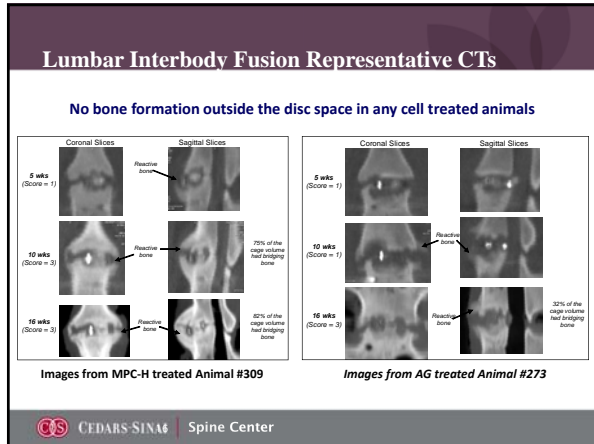 Lumbar Interbody Fusion Representative CTs
No bone formation outside the disc space in any cell treated animals
Coronal Slices
Sagittal Slices
5 wks
(Score = 1)
Reactive
bone
10 wks
(Score = 3)
Reactive
bone
75% of the
cage volume
had bridging
bone
16 wks
(Score = 3)
Reactive
bone
82% of the
cage volume
had bridging
bone
Images from MPC-H treated Animal #309
Coronal Slices
Sagittal Slices
5 wks
(Score = 1)
10 wks
(Score = 1)
Reactive
bone
16 wks
(Score = 3)
Reactive
bone
32% of the
cage volume
had bridging
bone
Images from AG treated Animal #273
CEDARS-SINA6 Spine Center